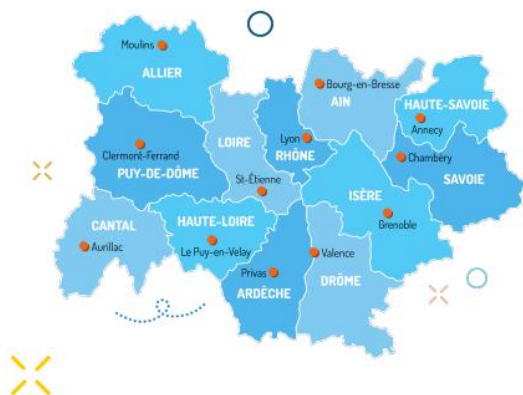 Moulins
ALLIER
Bourg-en-Bresse
AIN
HAUTE-SAVOIE
Annecy
LOIRE
Lyon
RHÔNE
Clermont-Ferrand
PUY-DE-DÔME
Chambéry
SAVOIE
St-Étienne
ISÈRE
CANTAL
HAUTE-LOIRE
Grenoble
Aurillac
Le Puy-en-Velay
Valence
Privas
DRÔME
ARDÈCHE